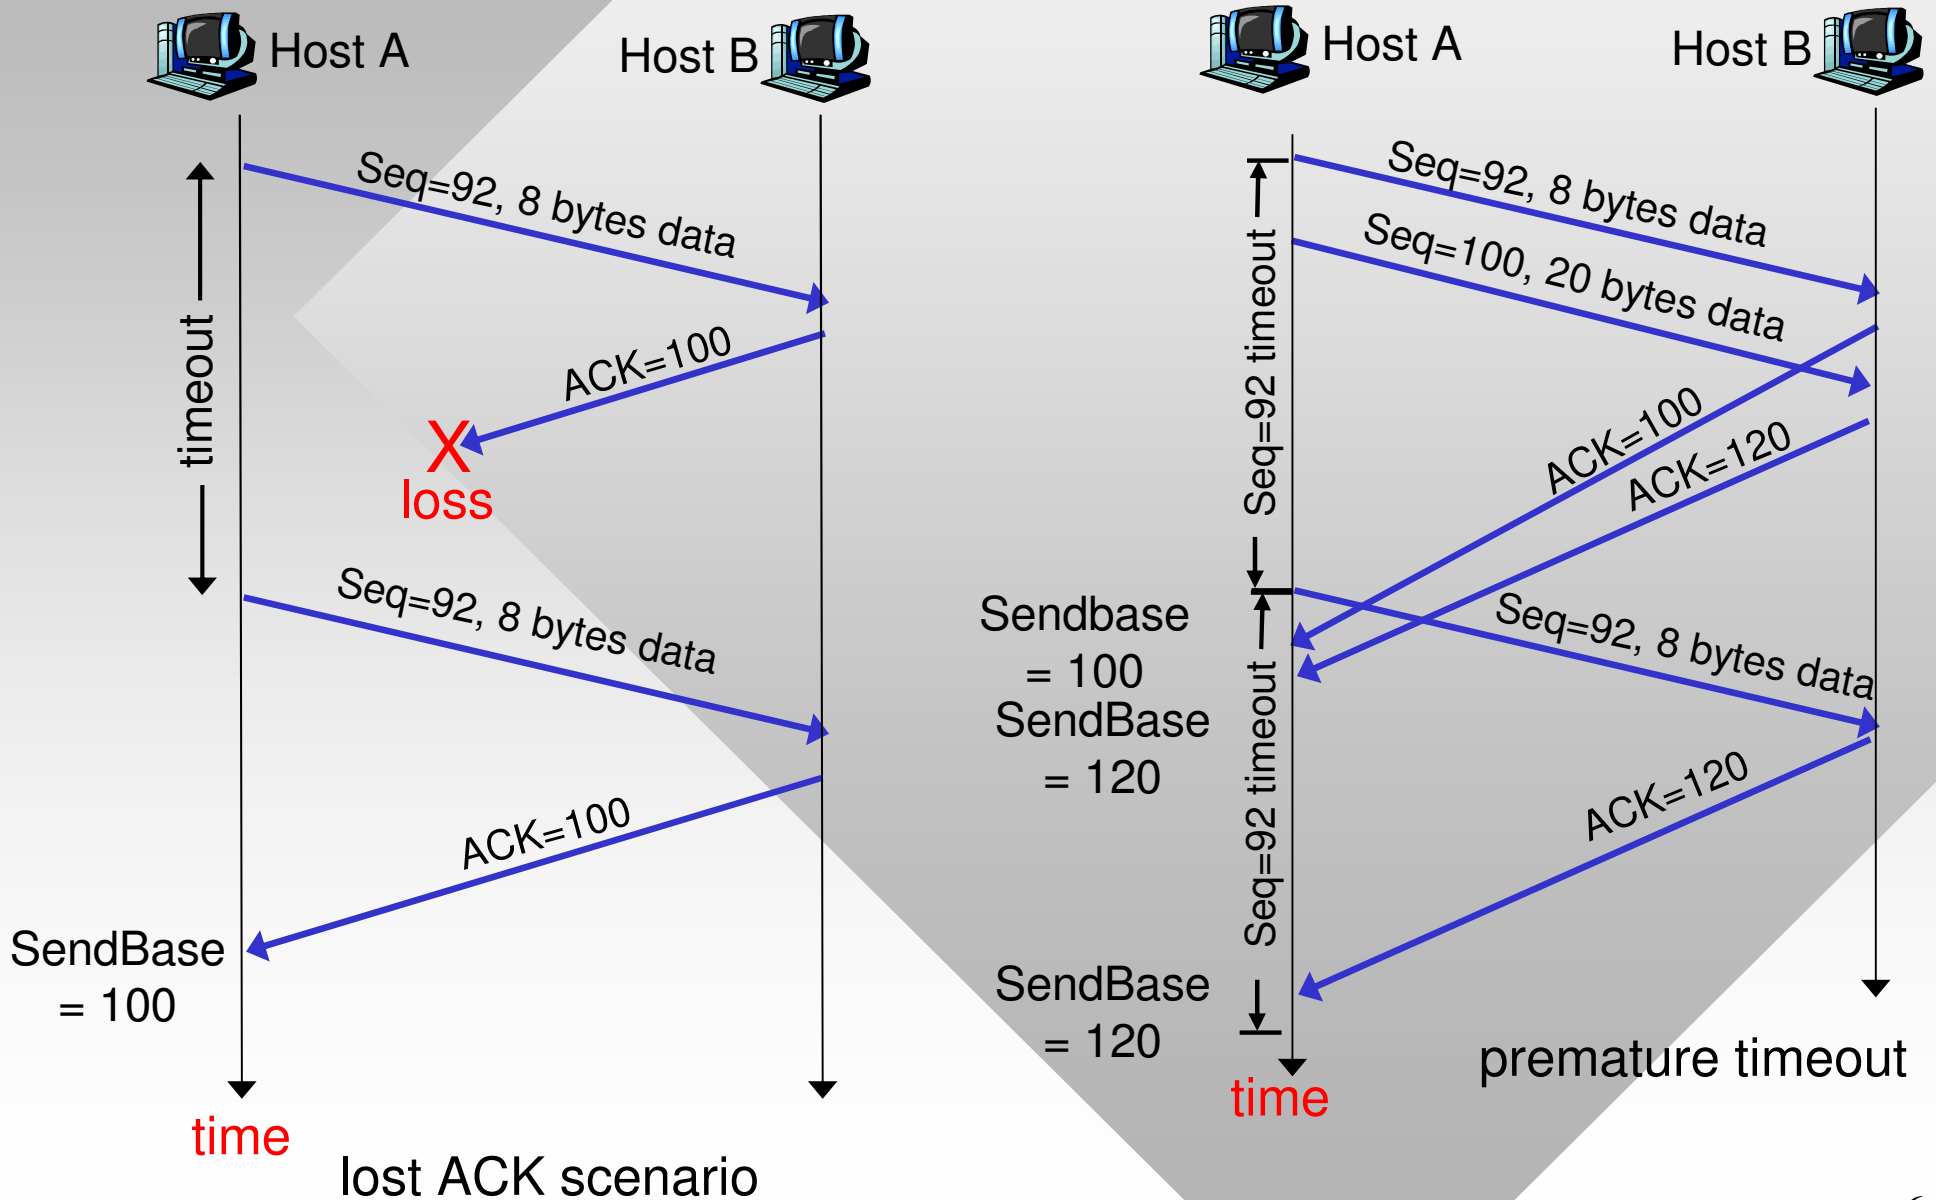 Host A
Host B
Seq=92, 8 bytes data
timeout
ACK=100
X
loss
Seq=92, 8 bytes data
ACK=100
SendBase
= 100
time
lost ACK scenario
Host A
Host B
Seq=92, 8 bytes data
Seq=100, 20 bytes data
Seq=92 timeout
ACK=100
ACK=120
Sendbase
= 100
SendBase
= 120
Seq=92, 8 bytes data
Seq=92 timeout
ACK=120
SendBase
= 120
time
premature timeout